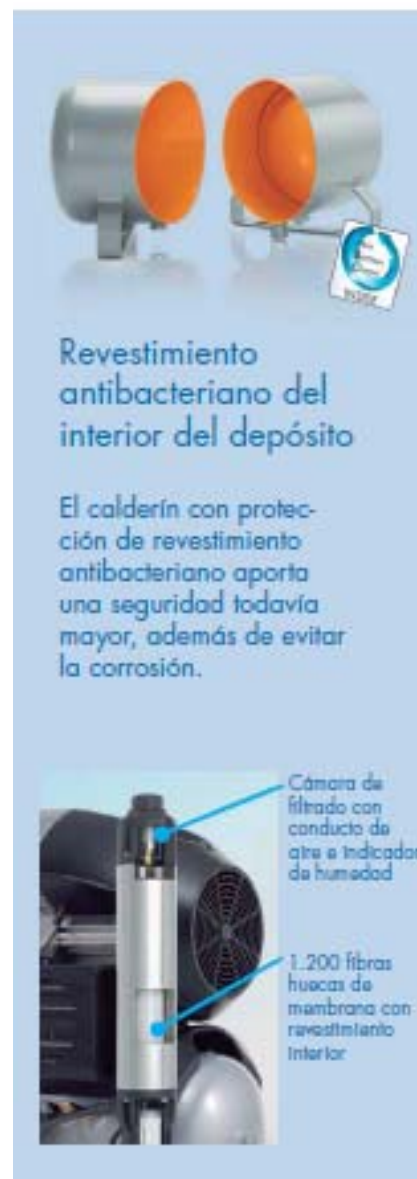 Revestimiento
antibacteriano del
interior del depósito
El calderín con protec-
ción de revestimiento
antibacteriano aporta
una seguridad todavía
mayor, además de evitar
la corrosión.
Cámara de
filtrado con
conducto de
aire e indicador
de humedad
1.200 fibras
huecas de
membrana con
revestimiento
interior